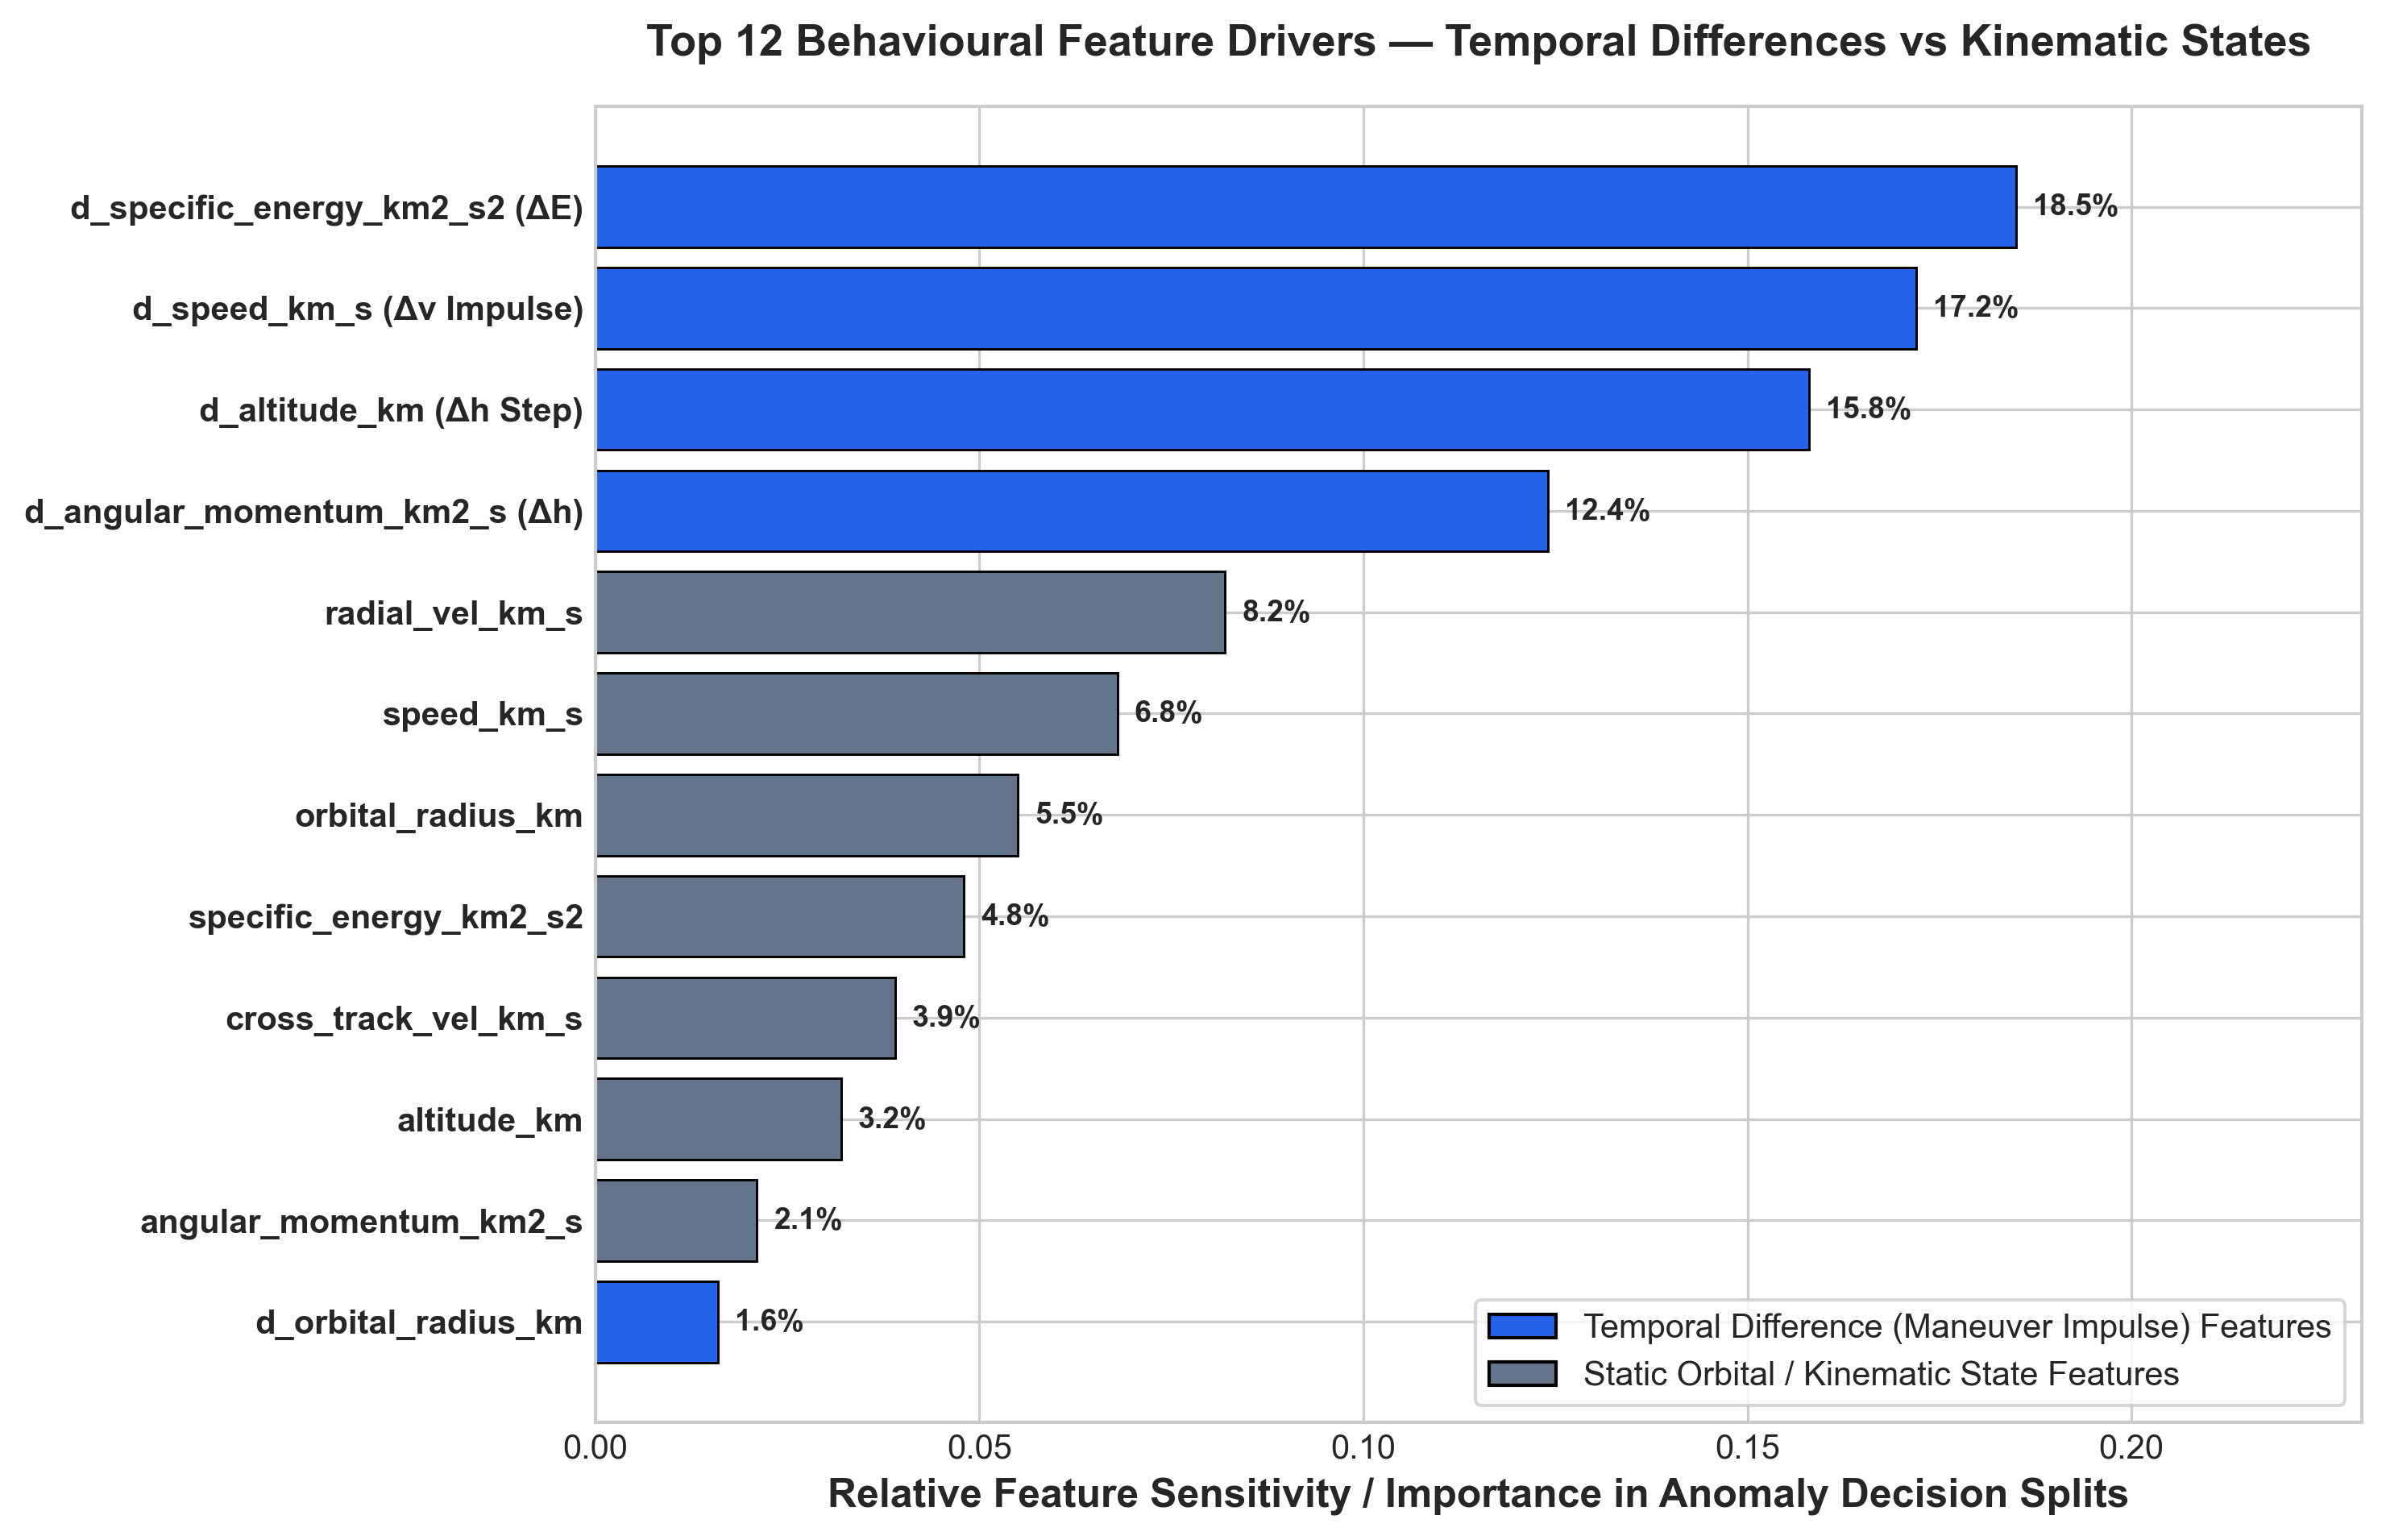 Top 12 Behavioural Feature Drivers — Temporal Differences vs Kinematic States
d_specific_energy_km2_s2 (ΔE)
18.5%
d_speed_km_s (Δv Impulse)
17.2%
d_altitude_km (Δh Step)
15.8%
d_angular_momentum_km2_s (Δh)
12.4%
radial_vel_km_s
8.2%
speed_km_s
6.8%
orbital_radius_km
5.5%
specific_energy_km2_s2
4.8%
cross_track_vel_km_s
3.9%
altitude_km
3.2%
angular_momentum_km2_s
2.1%
d_orbital_radius_km
1.6%
Temporal Difference (Maneuver Impulse) Features
Static Orbital / Kinematic State Features
0.00 0.05 0.10 0.15 0.20
Relative Feature Sensitivity / Importance in Anomaly Decision Splits